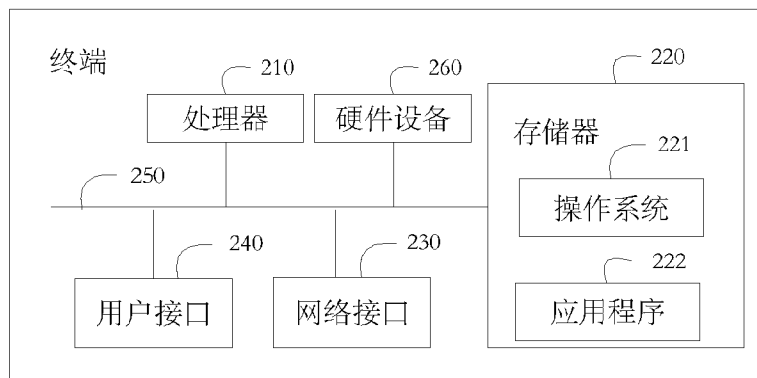 终端
210
260
220
处理器
硬件设备
存储器
221
250
操作系统
240
230
222
用户接口
网络接口
应用程序